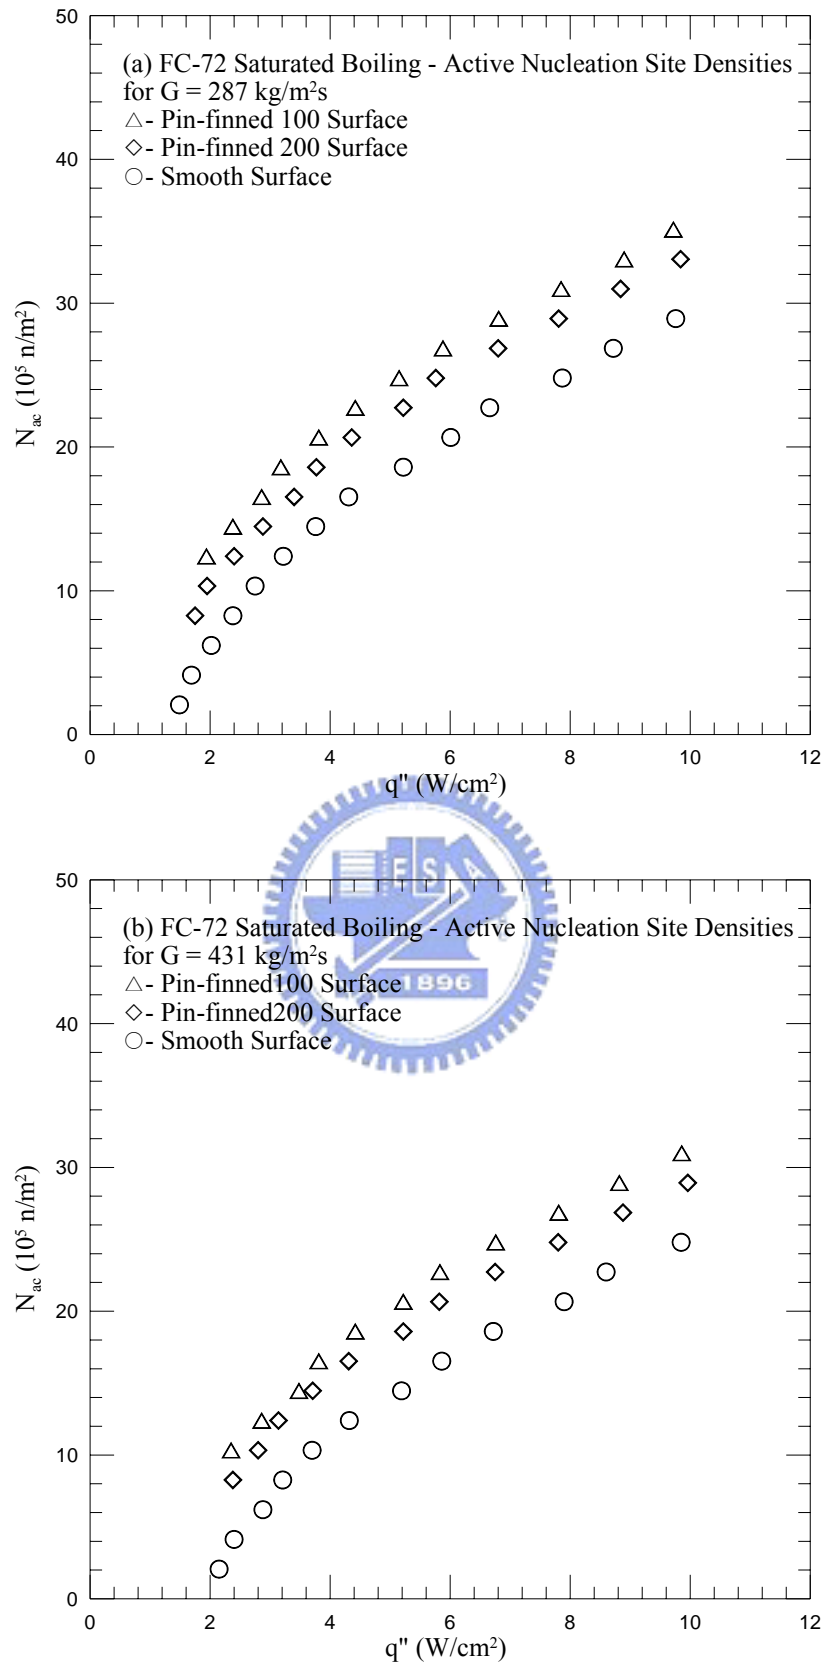 50
(a) FC-72 Saturated Boiling - Active Nucleation Site Densities
for G = 287 kg/m²s
△- Pin-finned 100 Surface
◇- Pin-finned 200 Surface
○- Smooth Surface
40
30
20
10
0
N_ac (10⁵ n/m²)
0 2 4 6 8 10 12
q" (W/cm²)
E S A
1896
50
(b) FC-72 Saturated Boiling - Active Nucleation Site Densities
for G = 431 kg/m²s
△- Pin-finned100 Surface
◇- Pin-finned200 Surface
○- Smooth Surface
40
30
20
10
0
N_ac (10⁵ n/m²)
0 2 4 6 8 10 12
q" (W/cm²)